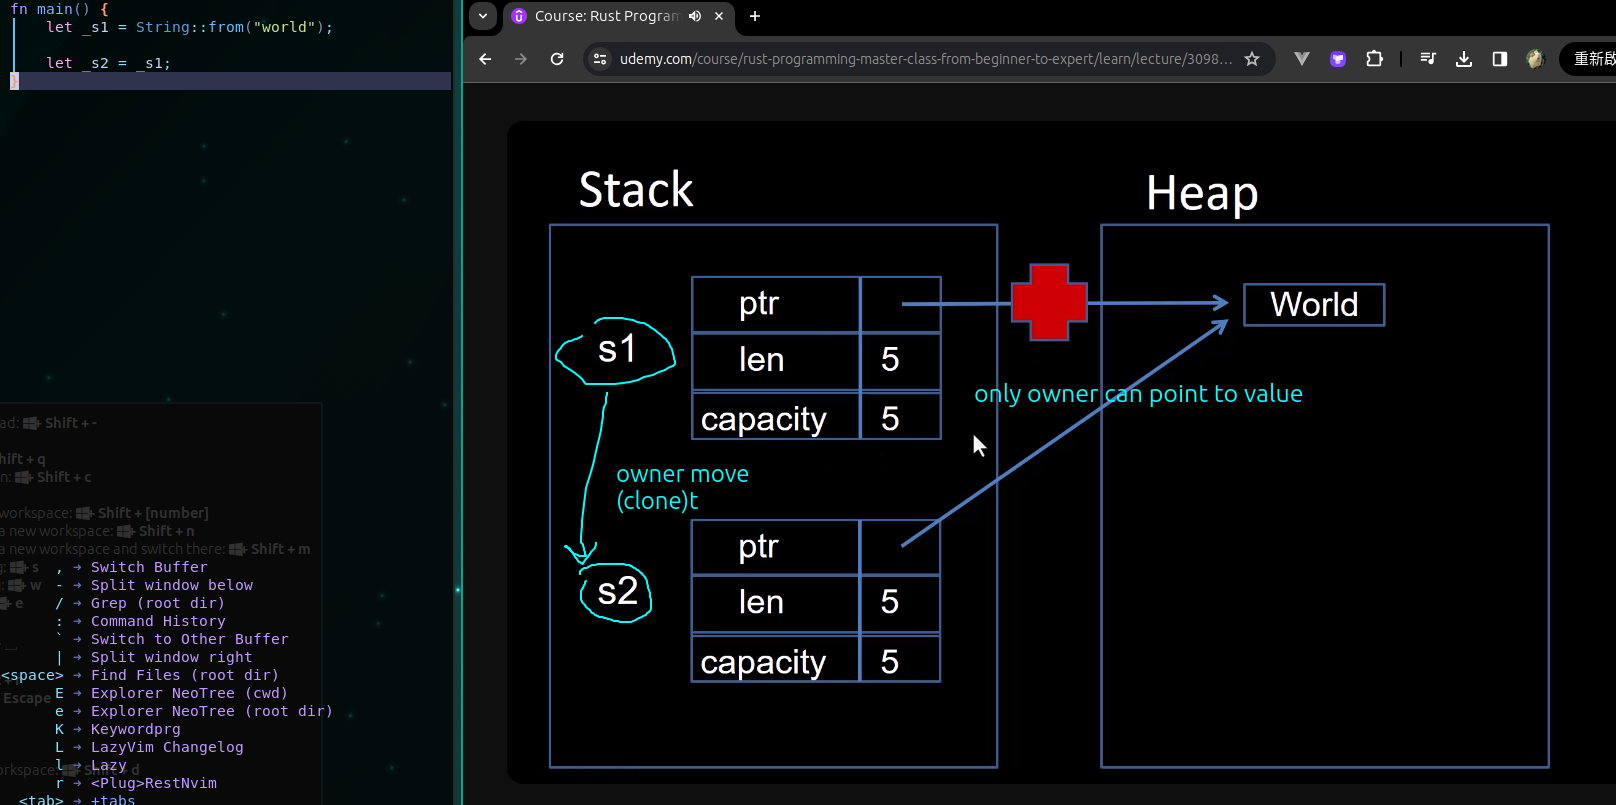 fn main() {
let _s1 = String::from("world");
let _s2 = _s1;
}
ad: + Shift + -
hift + q
n: + Shift + c
workspace: + Shift + [number]
a new workspace: + Shift + n
a new workspace and switch there: + Shift + m
+ s
+ w
+ e
, → Switch Buffer
- → Split window below
/ → Grep (root dir)
: → Command History
` → Switch to Other Buffer
| → Split window right
<space> → Find Files (root dir)
Escape
E → Explorer NeoTree (cwd)
e → Explorer NeoTree (root dir)
K → Keywordprg
L → LazyVim Changelog
l → Lazy
orkspace: + Shift + d
r → <Plug>RestNvim
<tab> → +tabs
Course: Rust Program
udemy.com/course/rust-programming-master-class-from-beginner-to-expert/learn/lecture/3098...
重新啟
Stack
Heap
ptr
World
s1
len 5
only owner can point to value
capacity 5
owner move
(clone)t
ptr
s2
len 5
capacity 5